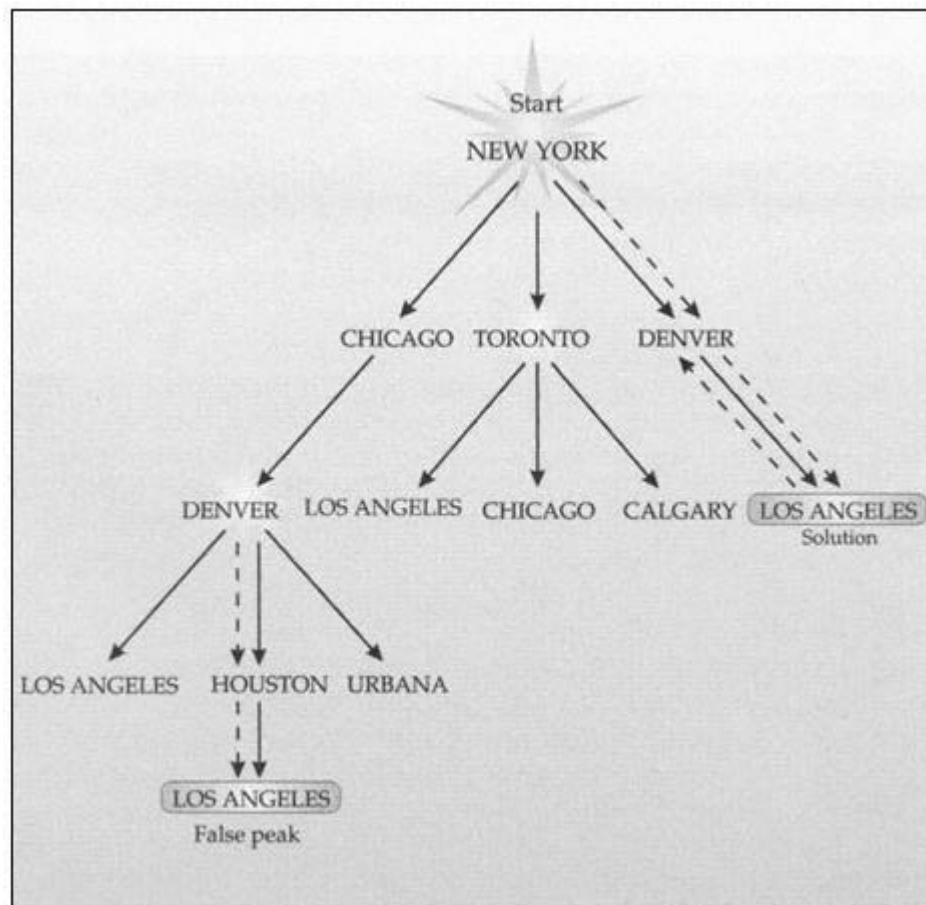 Start
NEW YORK
CHICAGO TORONTO DENVER
DENVER LOS ANGELES CHICAGO CALGARY LOS ANGELES
Solution
LOS ANGELES HOUSTON URBANA
LOS ANGELES
False peak